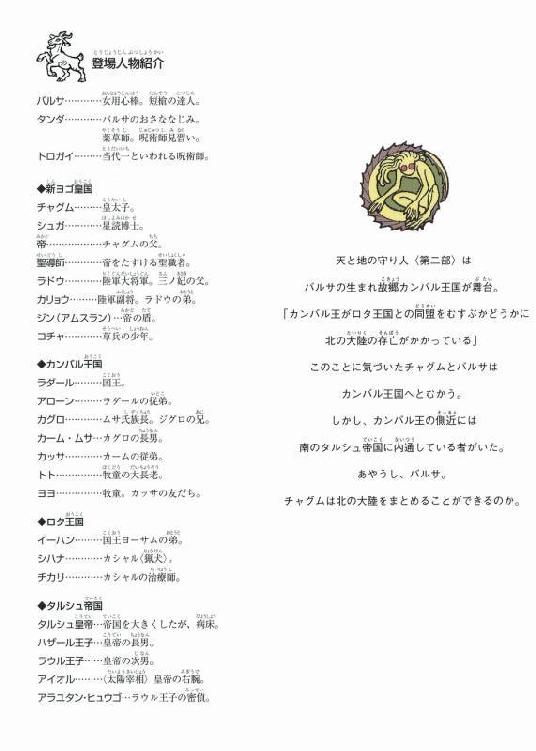 登場人物紹介
バルサ…………女用心棒。短槍の達人。
タンダ…………バルサのおさななじみ。
薬草師。呪術師見習い。
トロガイ………当代一といわれる呪術師。
◆新ヨゴ皇国
チャグム………皇太子。
シュガ…………星読博士。
帝………………チャグムの父。
聖導師…………帝をたすける聖職者。
ラドウ…………陸軍大将軍。三ノ妃の父。
カリョウ………陸軍副将。ラドウの弟。
ジン(アムスラン)…帝の盾。
コチャ…………草兵の少年。
◆カンバル王国
ラダール………国王。
アローン………ラダールの従弟。
カグロ…………ムサ氏族長。ジグロの兄。
カーム・ムサ…カグロの長男。
カッサ…………カームの従弟。
トト……………牧童の大長老。
ヨヨ……………牧童。カッサの友だち。
◆ロタ王国
イーハン………国王ヨーサムの弟。
シハナ…………カシャル〈猟犬〉。
チカリ…………カシャルの治療師。
◆タルシュ帝国
タルシュ皇帝…帝国を大きくしたが、病床。
ハザール王子…皇帝の長男。
ラウル王子……皇帝の次男。
アイオル………〈太陽宰相〉皇帝の右腕。
アラユタン・ヒュウゴ…ラウル王子の密偵。
天と地の守り人〈第二部〉は
バルサの生まれ故郷カンバル王国が舞台。
「カンバル王がロタ王国との同盟をむすぶかどうかに
北の大陸の存亡がかかっている」
このことに気づいたチャグムとバルサは
カンバル王国へとむかう。
しかし、カンバル王の側近には
南のタルシュ帝国に内通している者がいた。
あやうし、バルサ。
チャグムは北の大陸をまとめることができるのか。